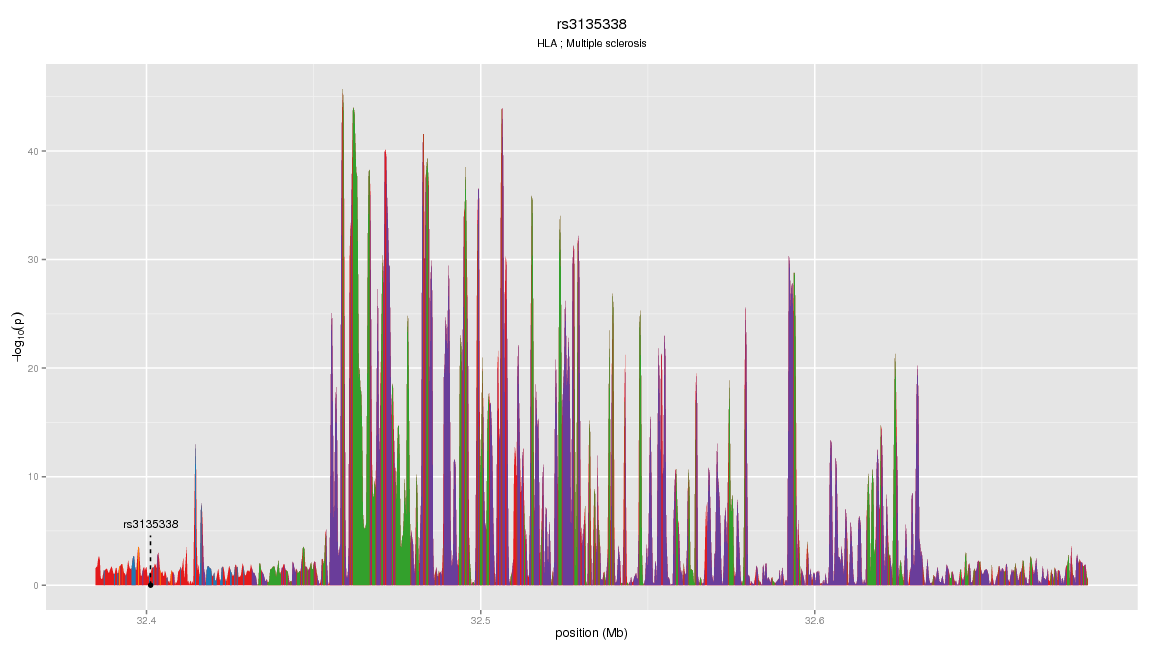 rs3135338
HLA ; Multiple sclerosis
−log10(p)
40
30
20
10
0
rs3135338
32.4
32.5
32.6
position (Mb)